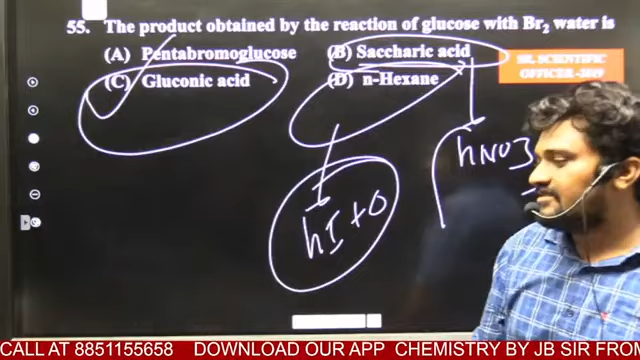 55. The product obtained by the reaction of glucose with Br2 water is
(A) Pentabromoglucose (B) Saccharic acid
(C) Gluconic acid (D) n-Hexane
SR. SCIENTIFIC
OFFICER -2019
hNO3
hI + O
CALL AT 8851155658 DOWNLOAD OUR APP CHEMISTRY BY JB SIR FROM